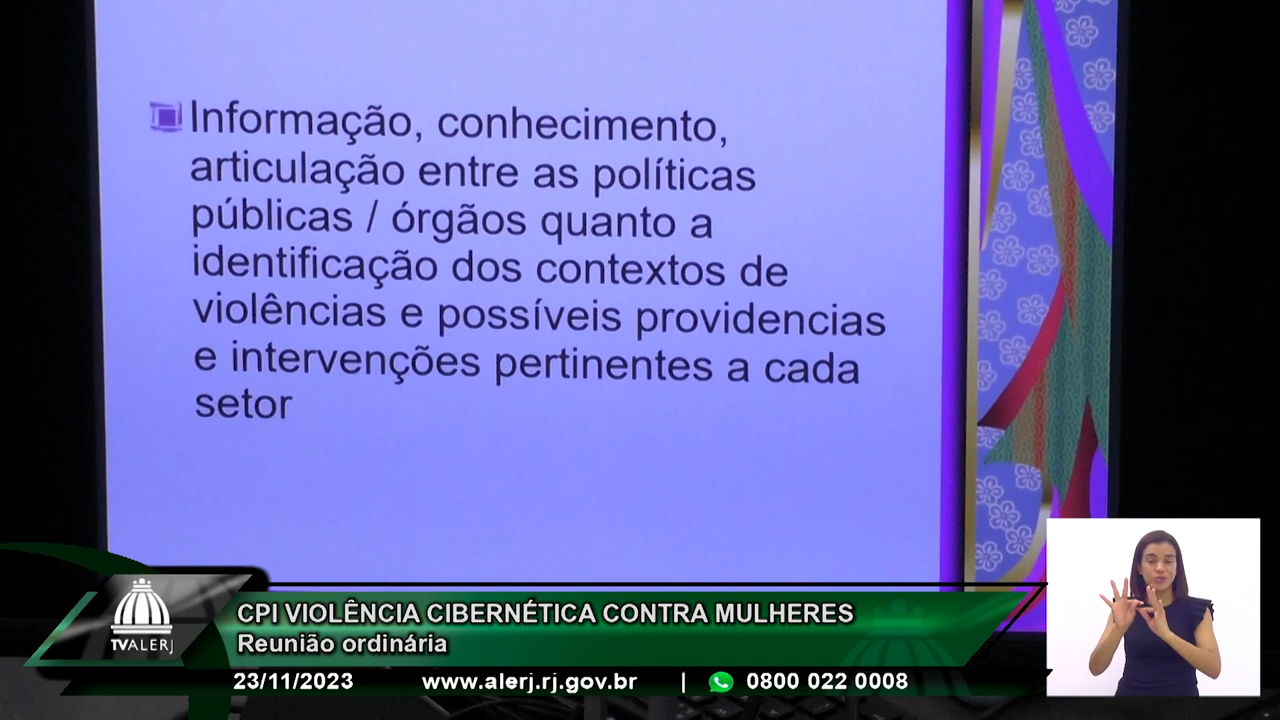 Informação, conhecimento,
articulação entre as políticas
públicas / órgãos quanto a
identificação dos contextos de
violências e possíveis providencias
e intervenções pertinentes a cada
setor
CPI VIOLÊNCIA CIBERNÉTICA CONTRA MULHERES
Reunião ordinária
TVALERJ
23/11/2023 www.alerj.rj.gov.br | 0800 022 0008